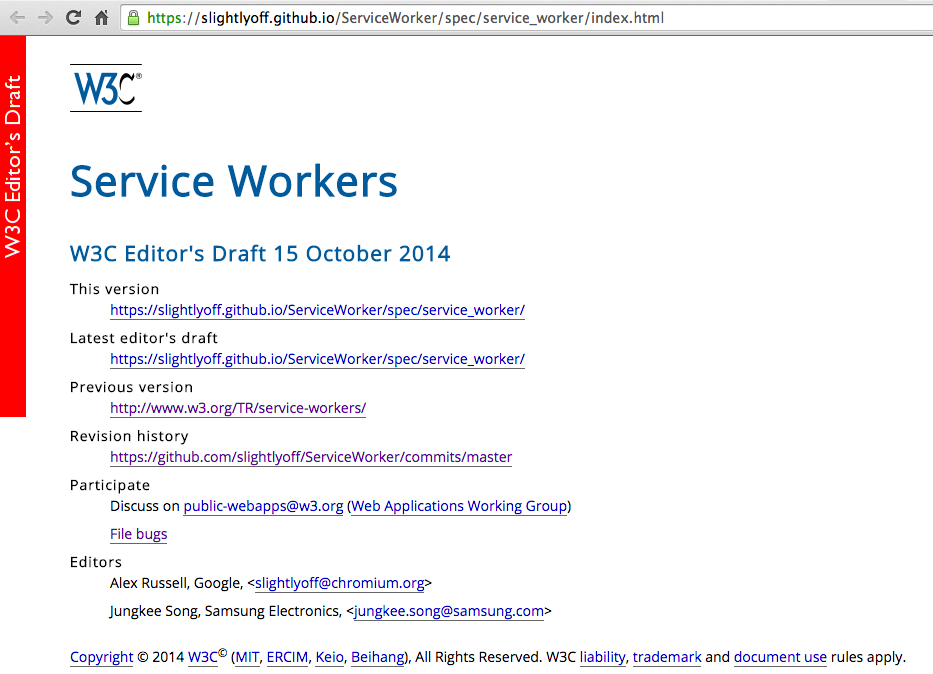 https://slightlyoff.github.io/ServiceWorker/spec/service_worker/index.html
W3C Editor's Draft
W3C®
Service Workers
W3C Editor's Draft 15 October 2014
This version
https://slightlyoff.github.io/ServiceWorker/spec/service_worker/
Latest editor's draft
https://slightlyoff.github.io/ServiceWorker/spec/service_worker/
Previous version
http://www.w3.org/TR/service-workers/
Revision history
https://github.com/slightlyoff/ServiceWorker/commits/master
Participate
Discuss on public-webapps@w3.org (Web Applications Working Group)
File bugs
Editors
Alex Russell, Google, <slightlyoff@chromium.org>
Jungkee Song, Samsung Electronics, <jungkee.song@samsung.com>
Copyright © 2014 W3C© (MIT, ERCIM, Keio, Beihang), All Rights Reserved. W3C liability, trademark and document use rules apply.